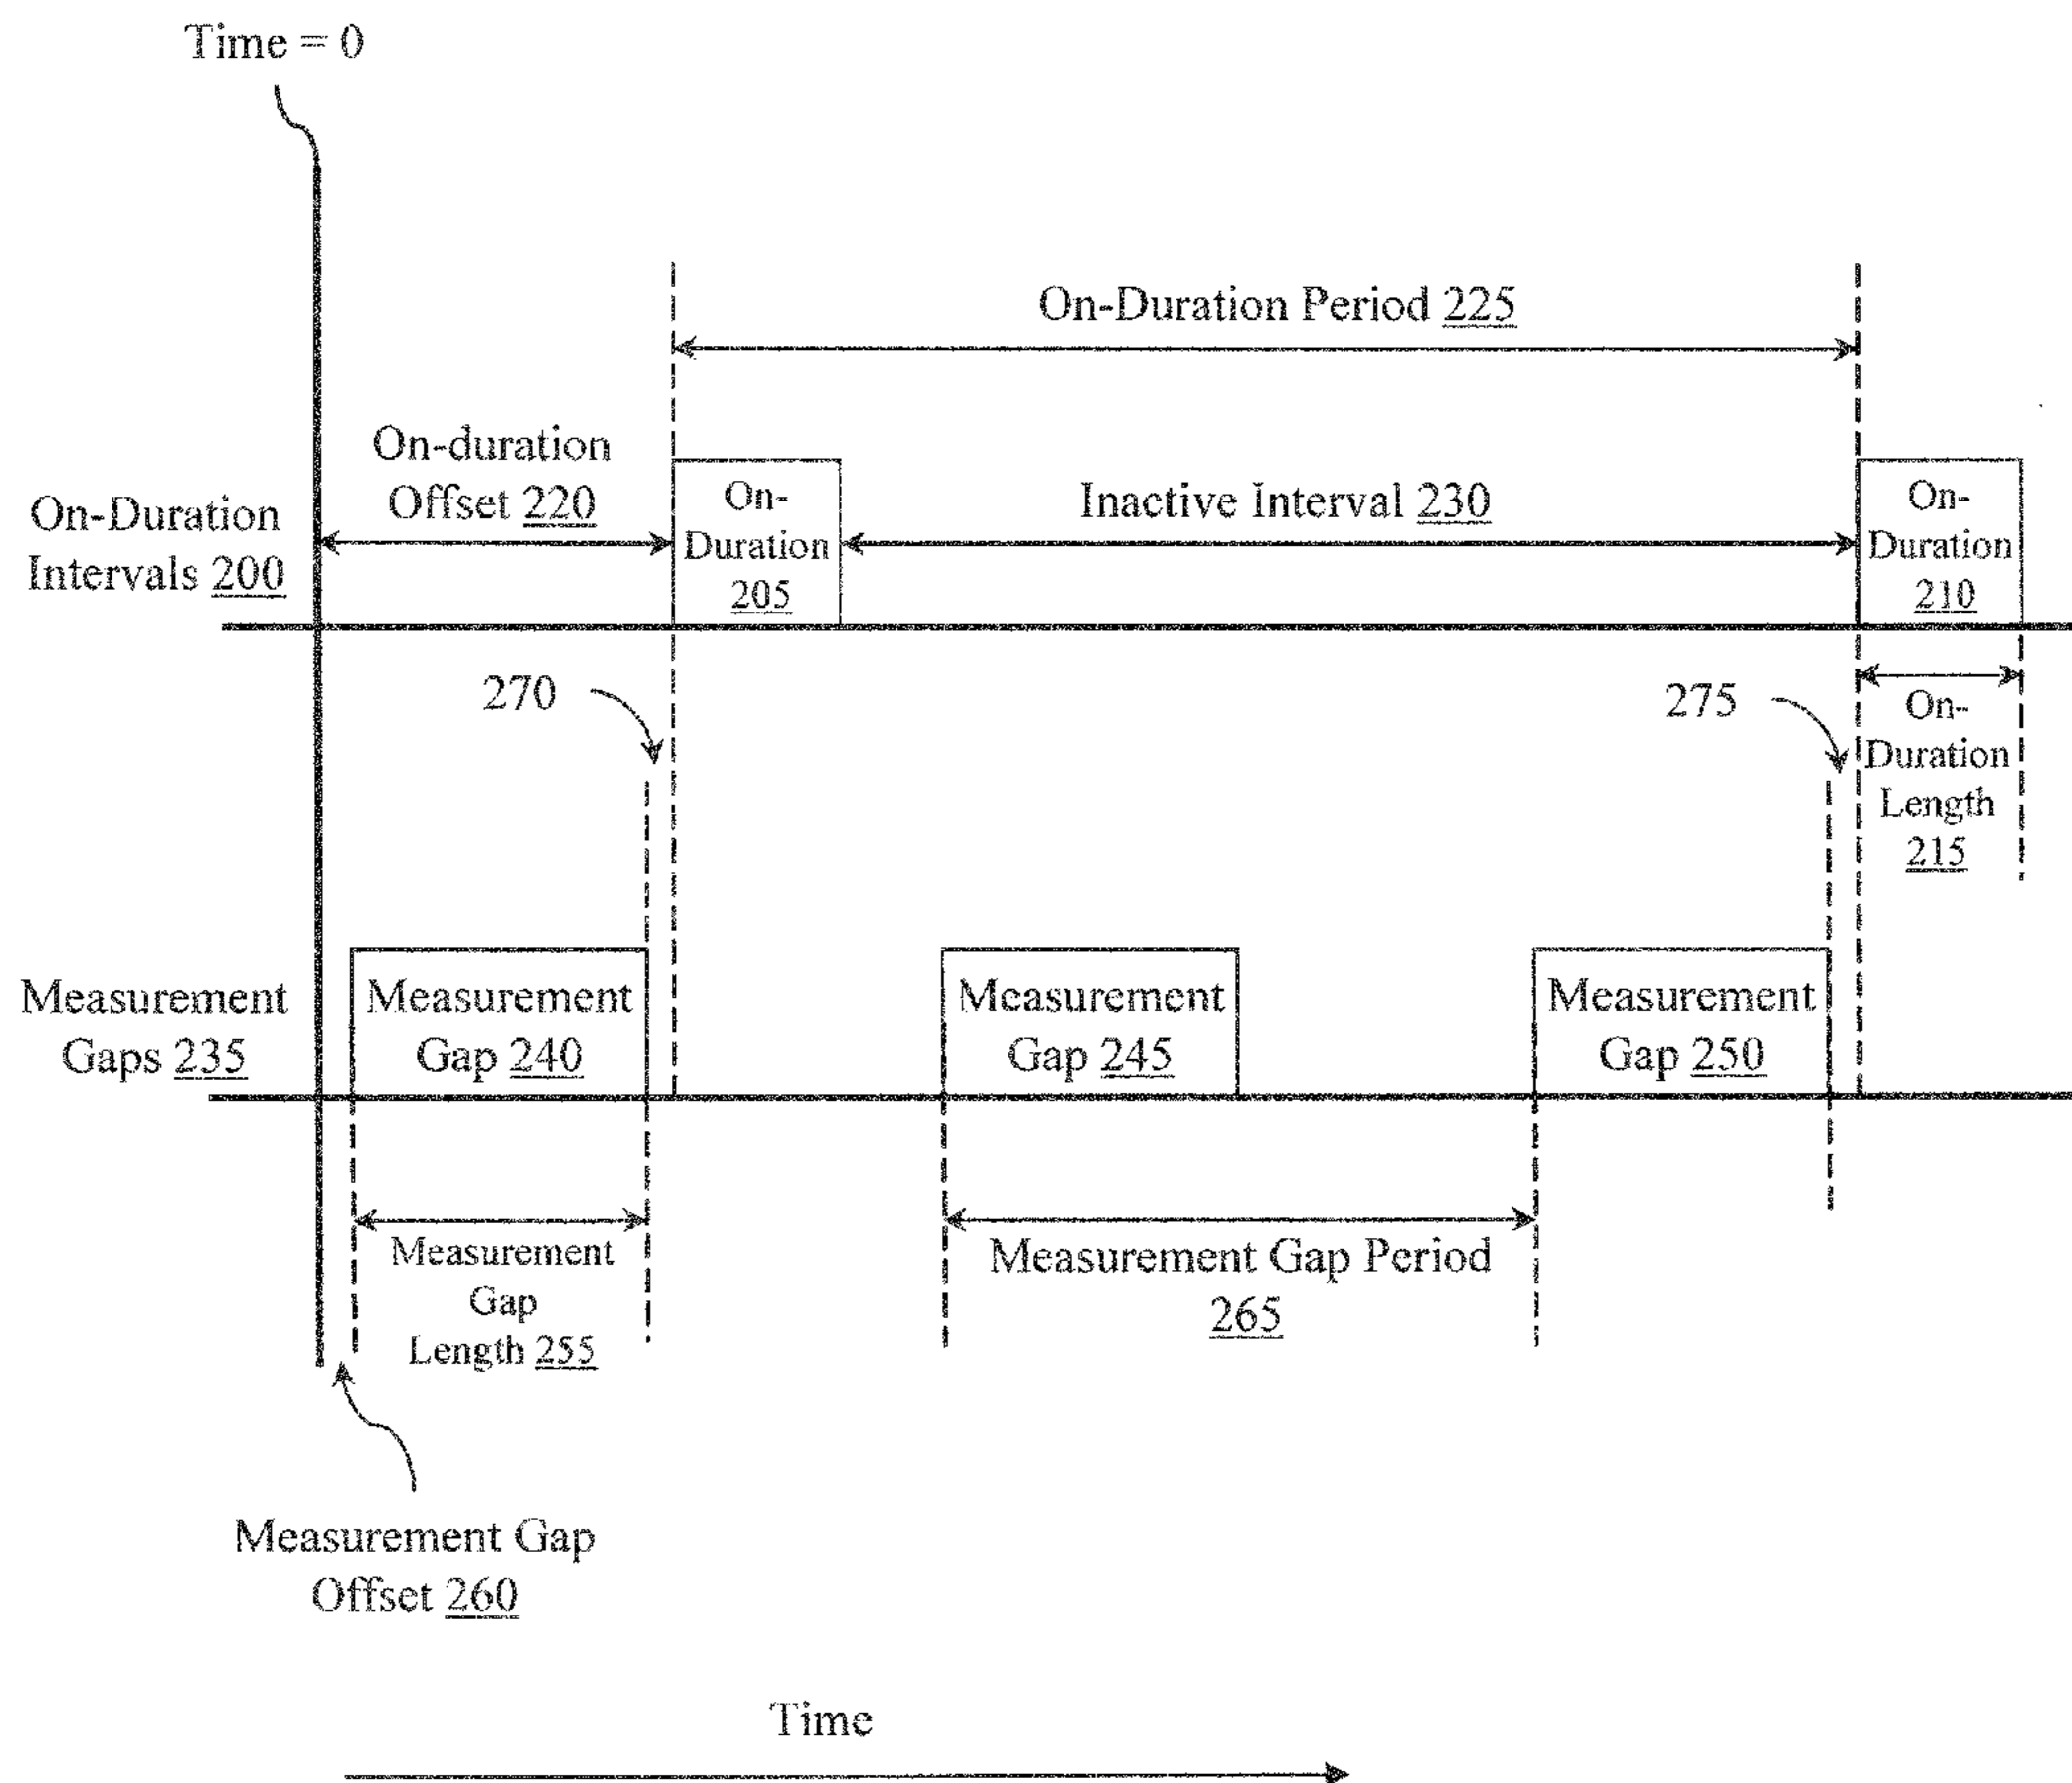 Time = 0
On-Duration Period 225
On-duration
Offset 220
On-Duration
Intervals 200
On-
Duration
205
Inactive Interval 230
On-
Duration
210
270
275
On-
Duration
Length
215
Measurement
Gaps 235
Measurement
Gap 240
Measurement
Gap 245
Measurement
Gap 250
Measurement
Gap
Length 255
Measurement Gap Period
265
Measurement Gap
Offset 260
Time